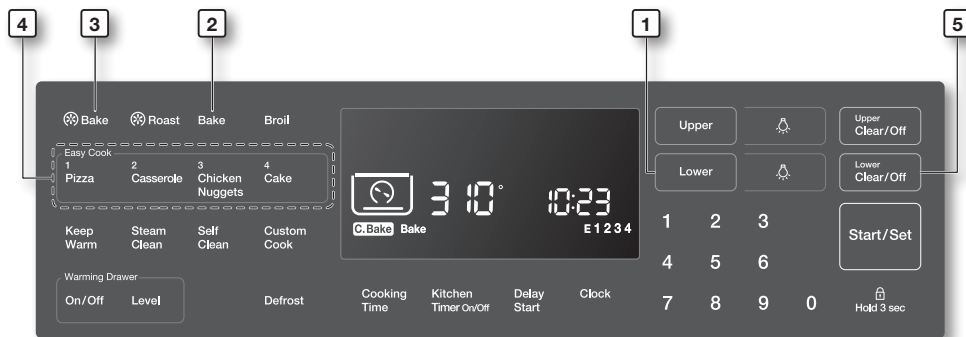 4
3
2
1
5
Bake
Roast
Bake
Broil
Easy Cook
1
Pizza
2
Casserole
3
Chicken
Nuggets
4
Cake
Keep
Warm
Steam
Clean
Self
Clean
Custom
Cook
Warming Drawer
On/Off
Level
Defrost
310°
10:23
C.Bake Bake
E1234
Cooking
Time
Kitchen
Timer On/Off
Delay
Start
Clock
Upper
Lower
1 2 3
4 5 6
7 8 9 0
Upper
Clear/Off
Lower
Clear/Off
Start/Set
Hold 3 sec